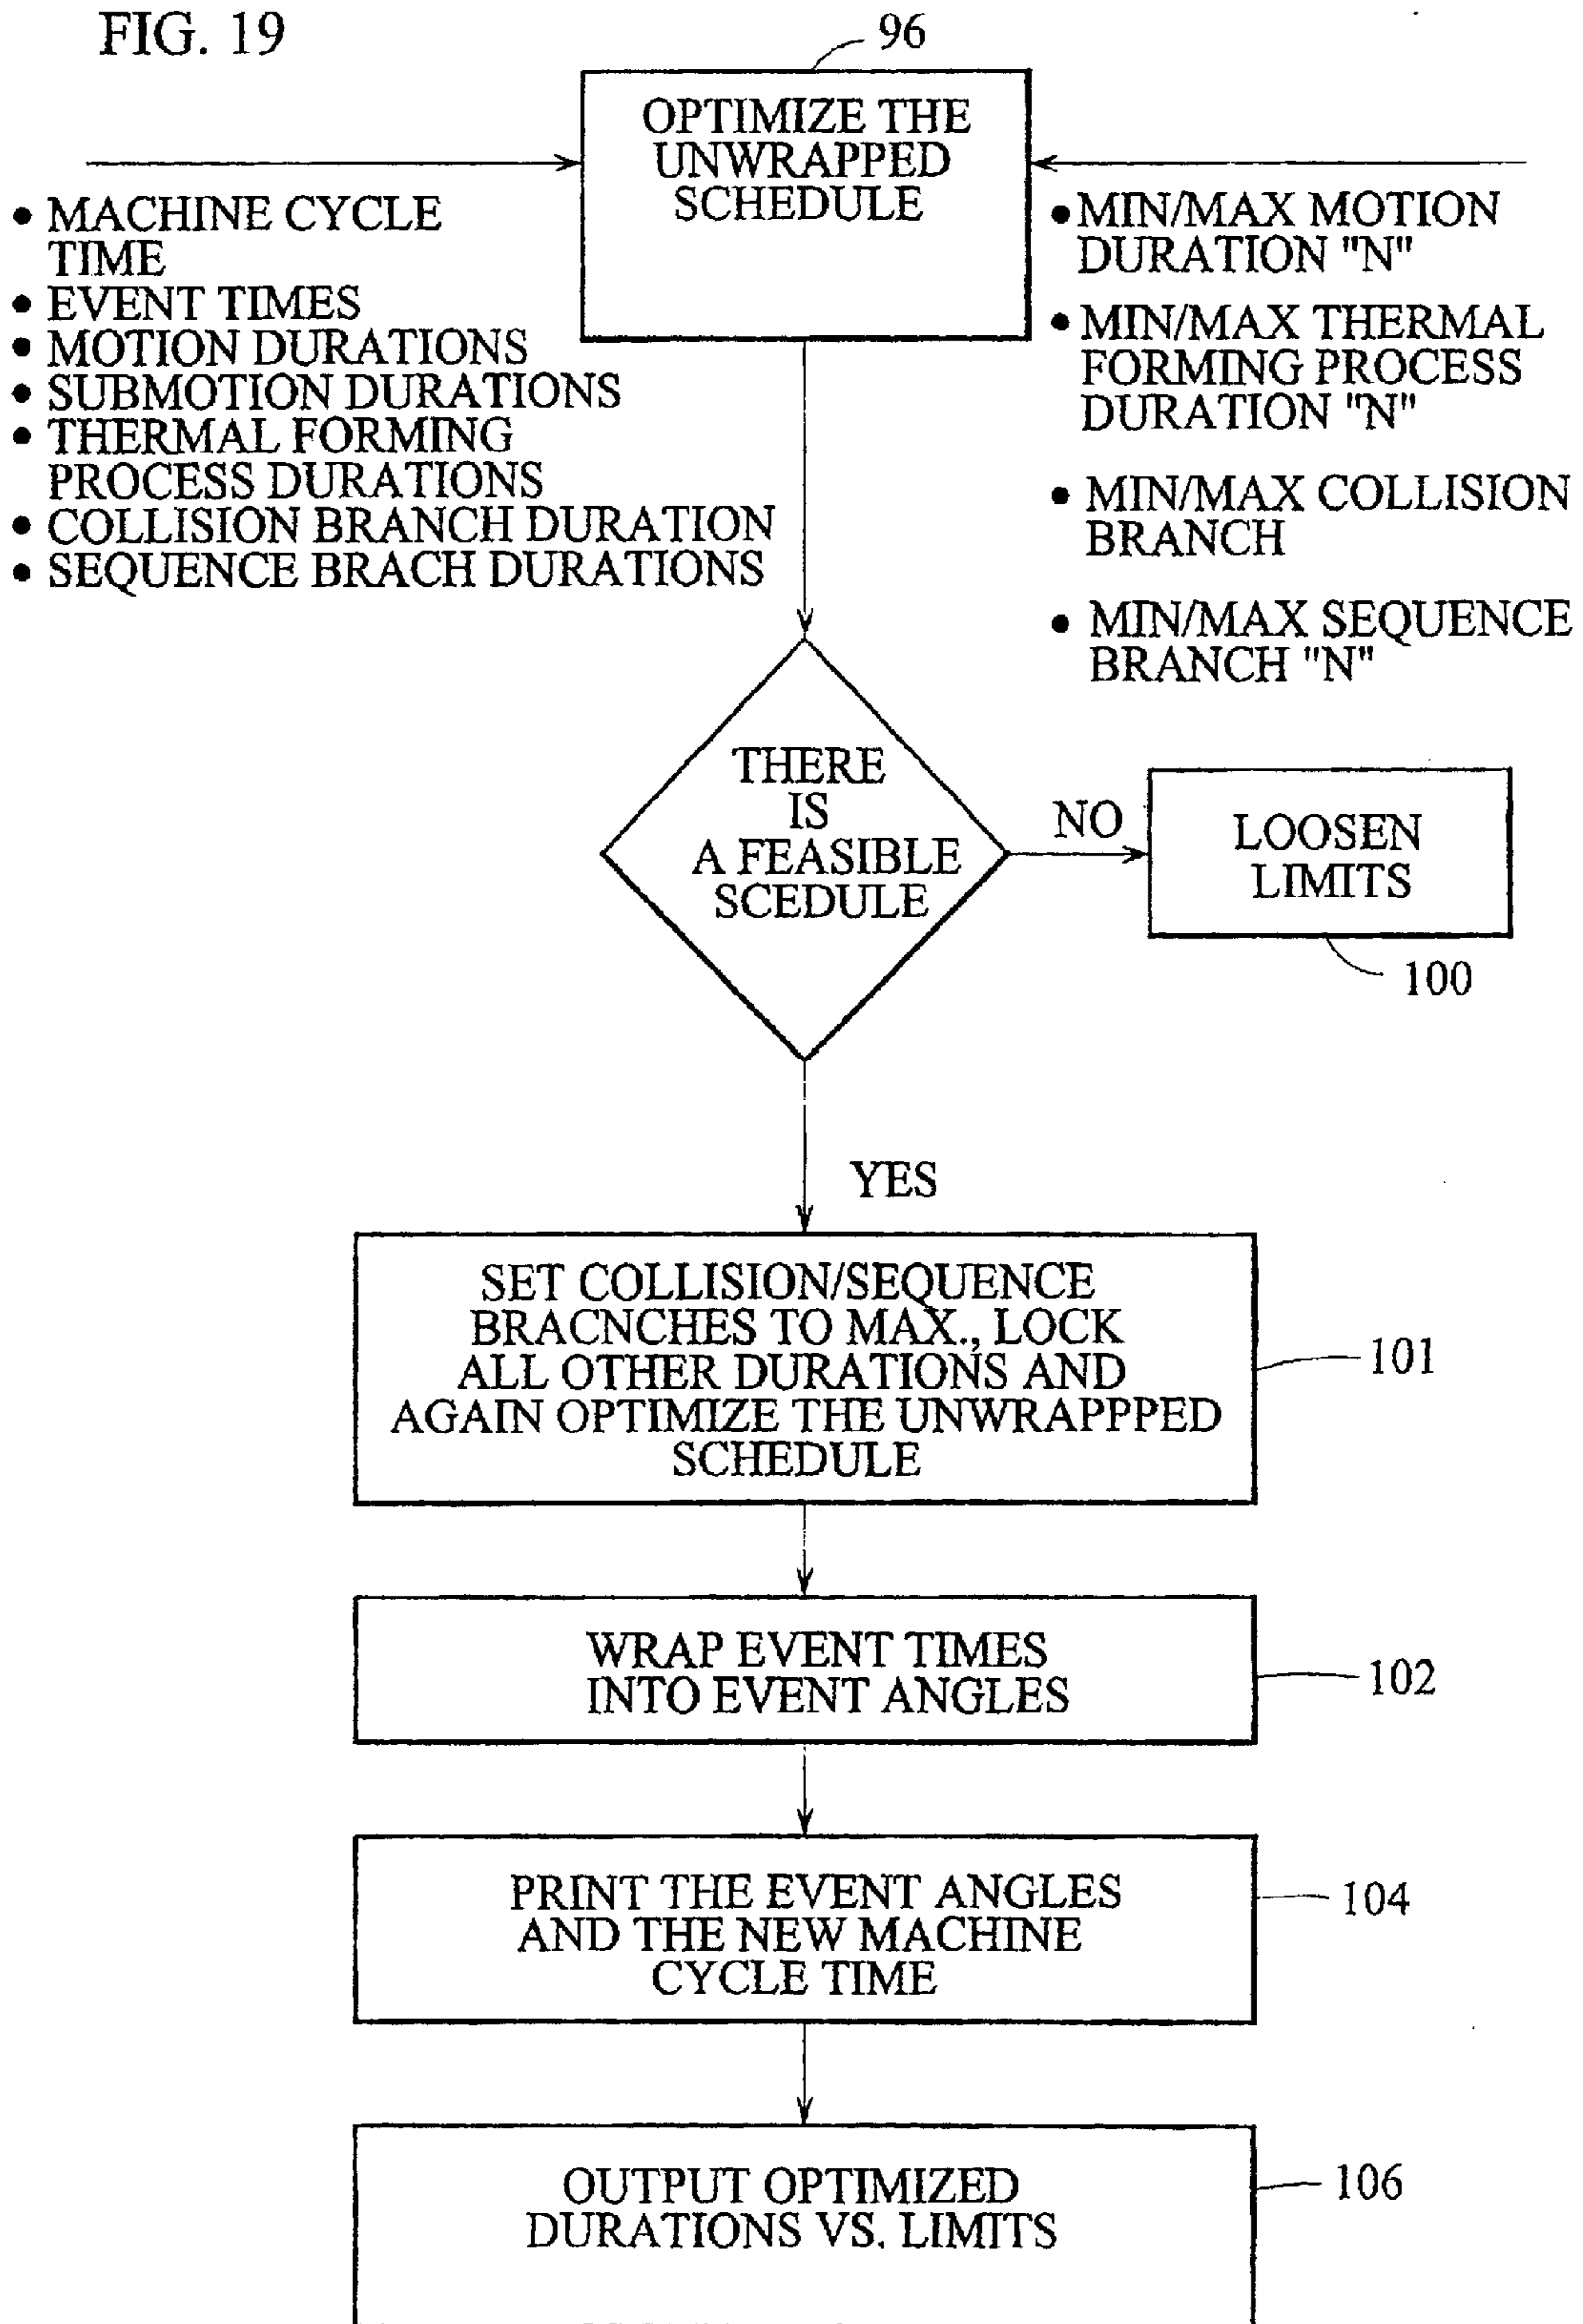 FIG. 19
96
OPTIMIZE THE
UNWRAPPED
SCHEDULE
• MACHINE CYCLE
TIME
• EVENT TIMES
• MOTION DURATIONS
• SUBMOTION DURATIONS
• THERMAL FORMING
PROCESS DURATIONS
• COLLISION BRANCH DURATION
• SEQUENCE BRACH DURATIONS
• MIN/MAX MOTION
DURATION "N"
• MIN/MAX THERMAL
FORMING PROCESS
DURATION "N"
• MIN/MAX COLLISION
BRANCH
• MIN/MAX SEQUENCE
BRANCH "N"
THERE
IS
A FEASIBLE
SCEDULE
NO
LOOSEN
LIMITS
100
YES
SET COLLISION/SEQUENCE
BRACNCHES TO MAX., LOCK
ALL OTHER DURATIONS AND
AGAIN OPTIMIZE THE UNWRAPPPED
SCHEDULE
101
WRAP EVENT TIMES
INTO EVENT ANGLES
102
PRINT THE EVENT ANGLES
AND THE NEW MACHINE
CYCLE TIME
104
OUTPUT OPTIMIZED
DURATIONS VS. LIMITS
106